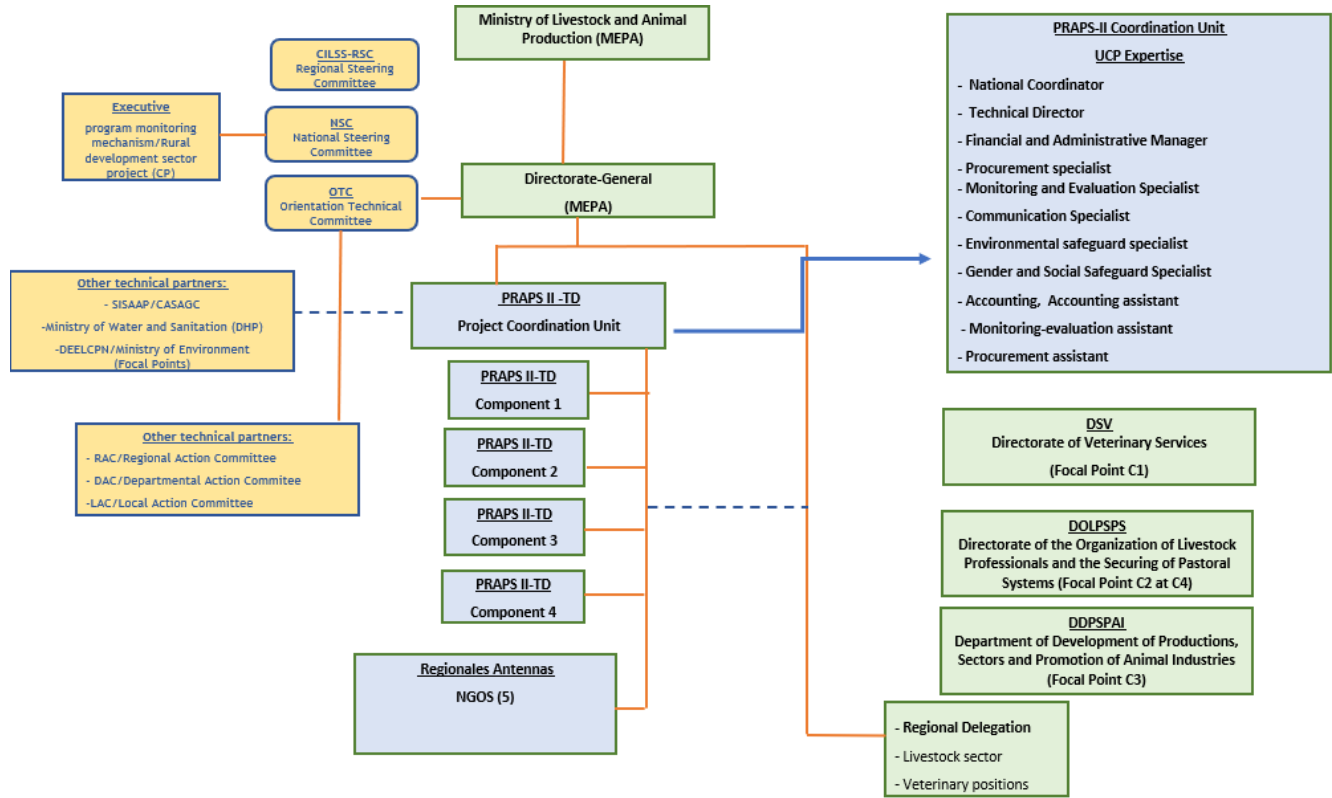 Ministry of Livestock and Animal
Production (MEPA)
CILSS-RSC
Regional Steering
Committee
Executive
program monitoring
mechanism/Rural
development sector
project (CP)
NSC
National Steering
Committee
OTC
Orientation Technical
Committee
Directorate-General
(MEPA)
Other technical partners:
- SISAAP/CASAGC
-Ministry of Water and Sanitation (DHP)
-DEELCPN/Ministry of Environment
(Focal Points)
PRAPS II -TD
Project Coordination Unit
PRAPS II-TD
Component 1
PRAPS II-TD
Component 2
PRAPS II-TD
Component 3
PRAPS II-TD
Component 4
Other technical partners:
- RAC/Regional Action Committee
- DAC/Departmental Action Commitee
-LAC/Local Action Committee
Regionales Antennas
NGOS (5)
PRAPS-II Coordination Unit
UCP Expertise
- National Coordinator
- Technical Director
- Financial and Administrative Manager
- Procurement specialist
- Monitoring and Evaluation Specialist
- Communication Specialist
- Environmental safeguard specialist
- Gender and Social Safeguard Specialist
- Accounting, Accounting assistant
- Monitoring-evaluation assistant
- Procurement assistant
DSV
Directorate of Veterinary Services
(Focal Point C1)
DOLPSPS
Directorate of the Organization of Livestock
Professionals and the Securing of Pastoral
Systems (Focal Point C2 at C4)
DDPSPAI
Department of Development of Productions,
Sectors and Promotion of Animal Industries
(Focal Point C3)
- Regional Delegation
- Livestock sector
- Veterinary positions